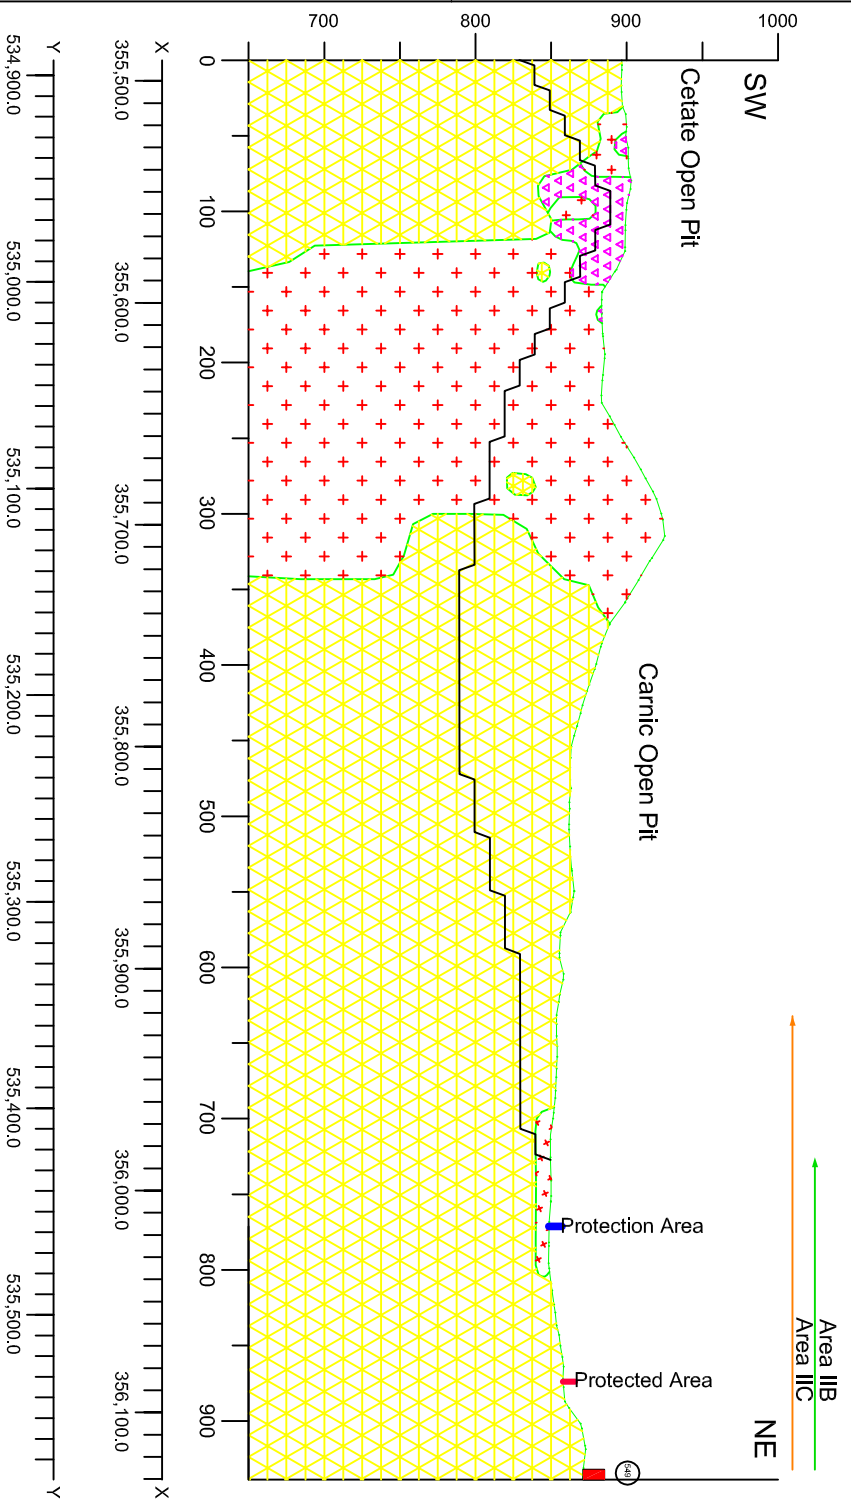 SW
NE
Cetate Open Pit
Carnic Open Pit
Area IIB
Area IIC
Protection Area
Protected Area
549
1000
900
800
700
0
100
200
300
400
500
600
700
800
900
X
355,500.0
355,600.0
355,700.0
355,800.0
355,900.0
356,000.0
356,100.0
X
Y
534,900.0
535,000.0
535,100.0
535,200.0
535,300.0
535,400.0
535,500.0
Y